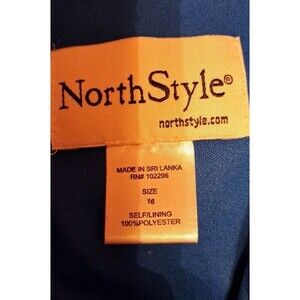 NorthStyle®
northstyle.com
MADE IN SRI LANKA
RN# 102296
SIZE
16
SELF/LINING
100%POLYESTER